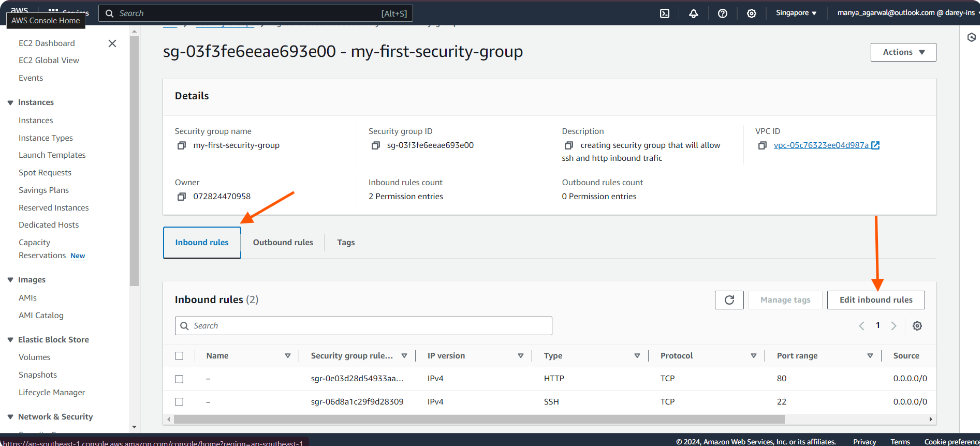 aws
Services
Search
[Alt+S]
Singapore
manya_agarwal@outlook.com @ darey-ins
AWS Console Home
EC2 Dashboard
EC2 Global View
Events
Instances
Instances
Instance Types
Launch Templates
Spot Requests
Savings Plans
Reserved Instances
Dedicated Hosts
Capacity
Reservations New
Images
AMIs
AMI Catalog
Elastic Block Store
Volumes
Snapshots
Lifecycle Manager
Network & Security
sg-03f3fe6eeae693e00 - my-first-security-group
Actions
Details
Security group name
my-first-security-group
Security group ID
sg-03f3fe6eeae693e00
Description
creating security group that will allow
ssh and http inbound trafic
VPC ID
vpc-05c76323ee04d987a
Owner
072824470958
Inbound rules count
2 Permission entries
Outbound rules count
0 Permission entries
Inbound rules
Outbound rules
Tags
Inbound rules (2)
Manage tags
Edit inbound rules
Search
1
Name
Security group rule...
IP version
Type
Protocol
Port range
Source
–
sgr-0e03d28d54933aa...
IPv4
HTTP
TCP
80
0.0.0.0/0
–
sgr-06d8a1c29f9d28309
IPv4
SSH
TCP
22
0.0.0.0/0
https://ap-southeast-1.console.aws.amazon.com/console/home?region=ap-southeast-1
© 2024, Amazon Web Services, Inc. or its affiliates.
Privacy
Terms
Cookie preferenc